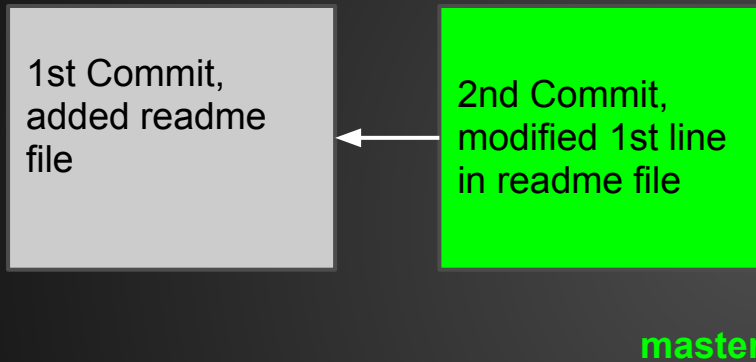 1st Commit,
added readme
file
2nd Commit,
modified 1st line
in readme file
master